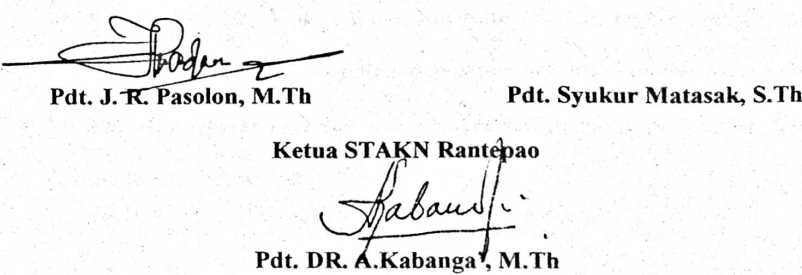 Pdt. J. R. Pasolon, M.Th
Pdt. Syukur Matasak, S.Th
Ketua STAKN Rantepao
Pdt. DR. A.Kabanga', M.Th